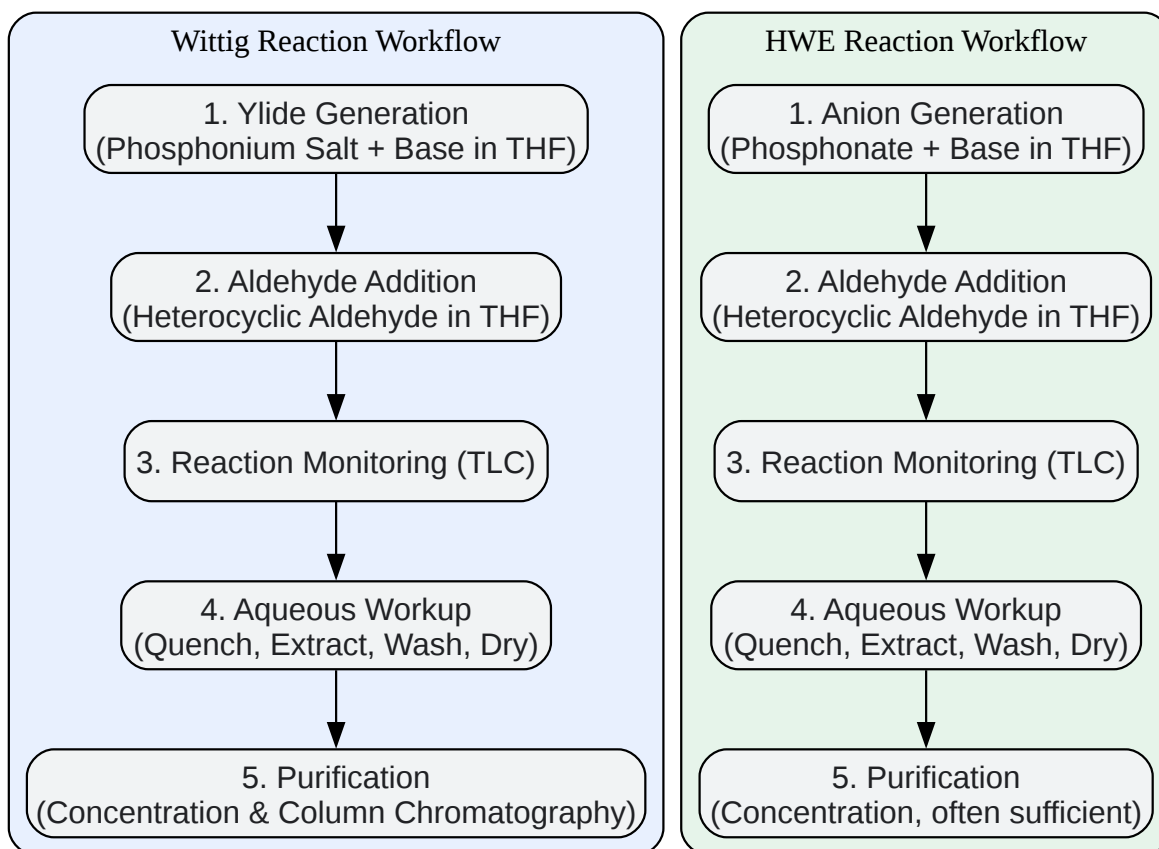 Wittig Reaction Workflow
1. Ylide Generation
(Phosphonium Salt + Base in THF)
2. Aldehyde Addition
(Heterocyclic Aldehyde in THF)
3. Reaction Monitoring (TLC)
4. Aqueous Workup
(Quench, Extract, Wash, Dry)
5. Purification
(Concentration & Column Chromatography)
HWE Reaction Workflow
1. Anion Generation
(Phosphonate + Base in THF)
2. Aldehyde Addition
(Heterocyclic Aldehyde in THF)
3. Reaction Monitoring (TLC)
4. Aqueous Workup
(Quench, Extract, Wash, Dry)
5. Purification
(Concentration, often sufficient)